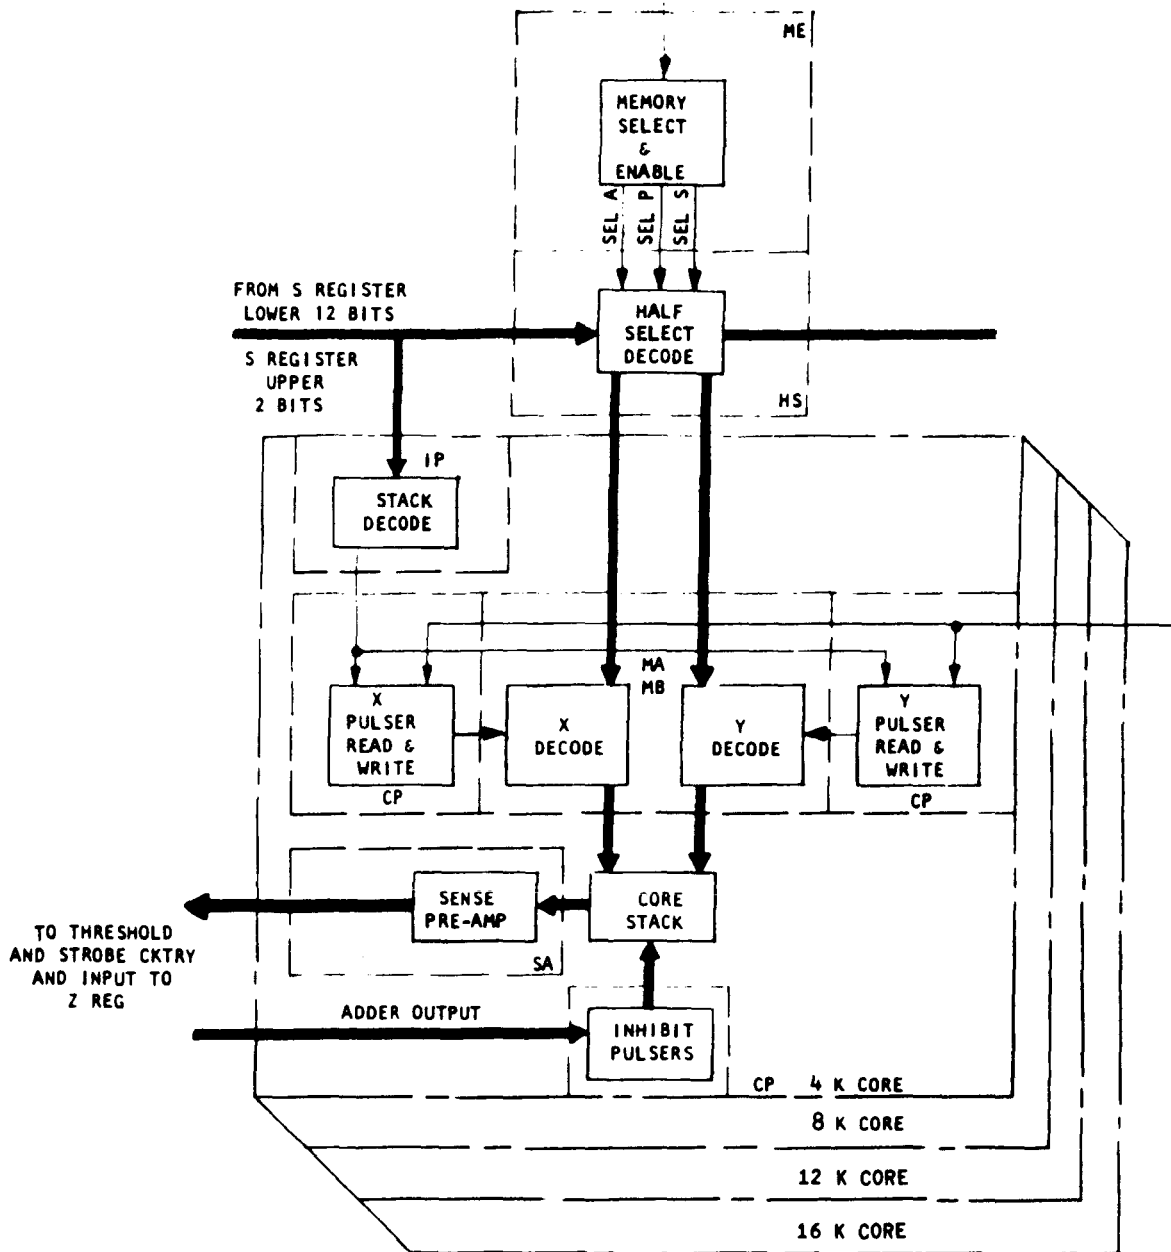 ME
MEMORY
SELECT
&
ENABLE
SEL A
SEL P
SEL S
FROM S REGISTER
LOWER 12 BITS
S REGISTER
UPPER
2 BITS
HALF
SELECT
DECODE
HS
IP
STACK
DECODE
MA
MB
X
PULSER
READ &
WRITE
CP
X
DECODE
Y
DECODE
Y
PULSER
READ &
WRITE
CP
SENSE
PRE-AMP
SA
CORE
STACK
TO THRESHOLD
AND STROBE CKTRY
AND INPUT TO
Z REG
ADDER OUTPUT
INHIBIT
PULSERS
CP 4 K CORE
8 K CORE
12 K CORE
16 K CORE